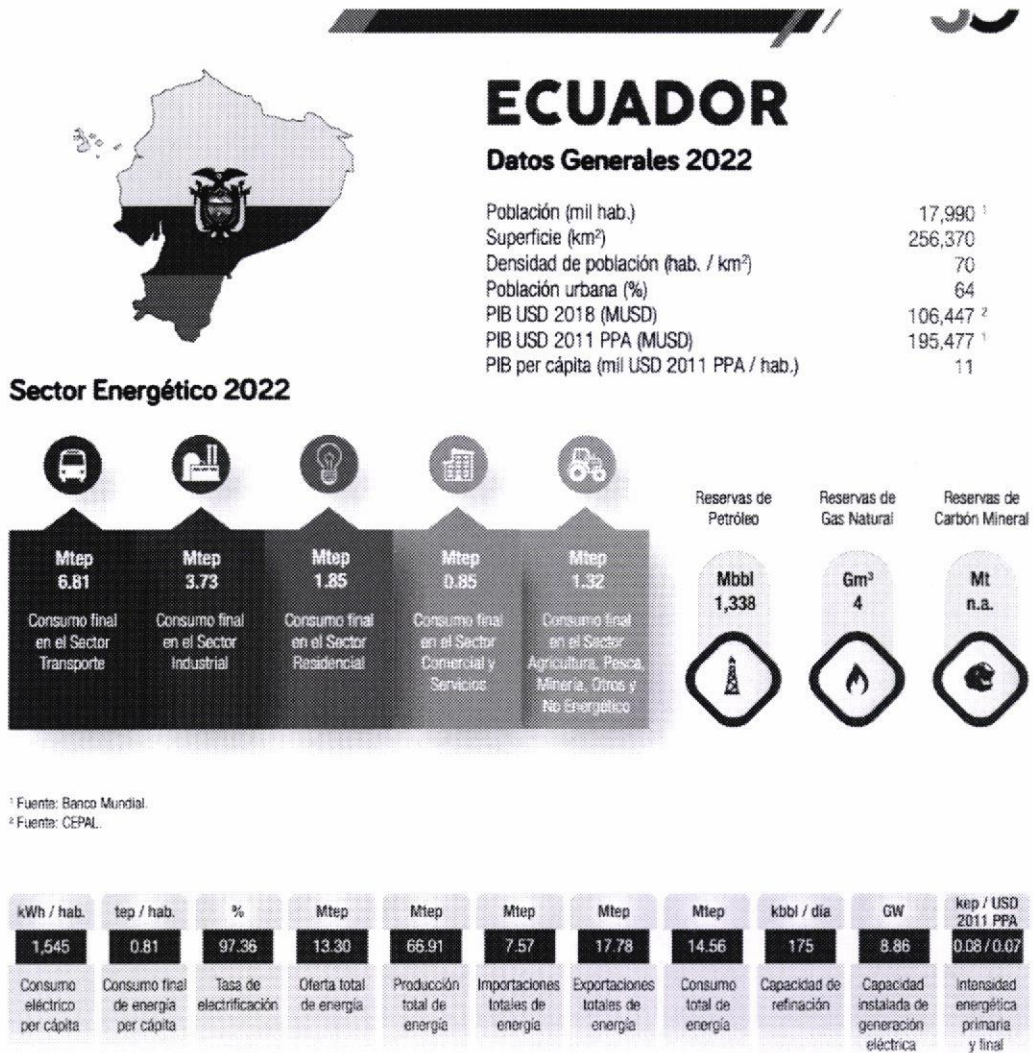 ECUADOR
Datos Generales 2022
Población (mil hab.) 17,990 ¹
Superficie (km²) 256,370
Densidad de población (hab. / km²) 70
Población urbana (%) 64
PIB USD 2018 (MUSD) 106,447 ²
PIB USD 2011 PPA (MUSD) 195,477 ¹
PIB per cápita (mil USD 2011 PPA / hab.) 11
Sector Energético 2022
Mtep
6.81
Consumo final
en el Sector
Transporte
Mtep
3.73
Consumo final
en el Sector
Industrial
Mtep
1.85
Consumo final
en el Sector
Residencial
Mtep
0.85
Consumo final
en el Sector
Comercial y
Servicios
Mtep
1.32
Consumo final
en el Sector
Agricultura, Pesca,
Minería, Otros y
No Energético
Reservas de
Petróleo
Mbbl
1,338
Reservas de
Gas Natural
Gm³
4
Reservas de
Carbón Mineral
Mt
n.a.
¹ Fuente: Banco Mundial.
² Fuente: CEPAL.
kWh / hab.
1,545
Consumo
eléctrico
per cápita
tep / hab.
0.81
Consumo final
de energía
per cápita
%
97.36
Tasa de
electrificación
Mtep
13.30
Oferta total
de energía
Mtep
66.91
Producción
total de
energía
Mtep
7.57
Importaciones
totales de
energía
Mtep
17.78
Exportaciones
totales de
energía
Mtep
14.56
Consumo
total de
energía
kbbl / día
175
Capacidad de
refinación
GW
8.86
Capacidad
instalada de
generación
eléctrica
kep / USD
2011 PPA
0.08 / 0.07
Intensidad
energética
primaria
y final